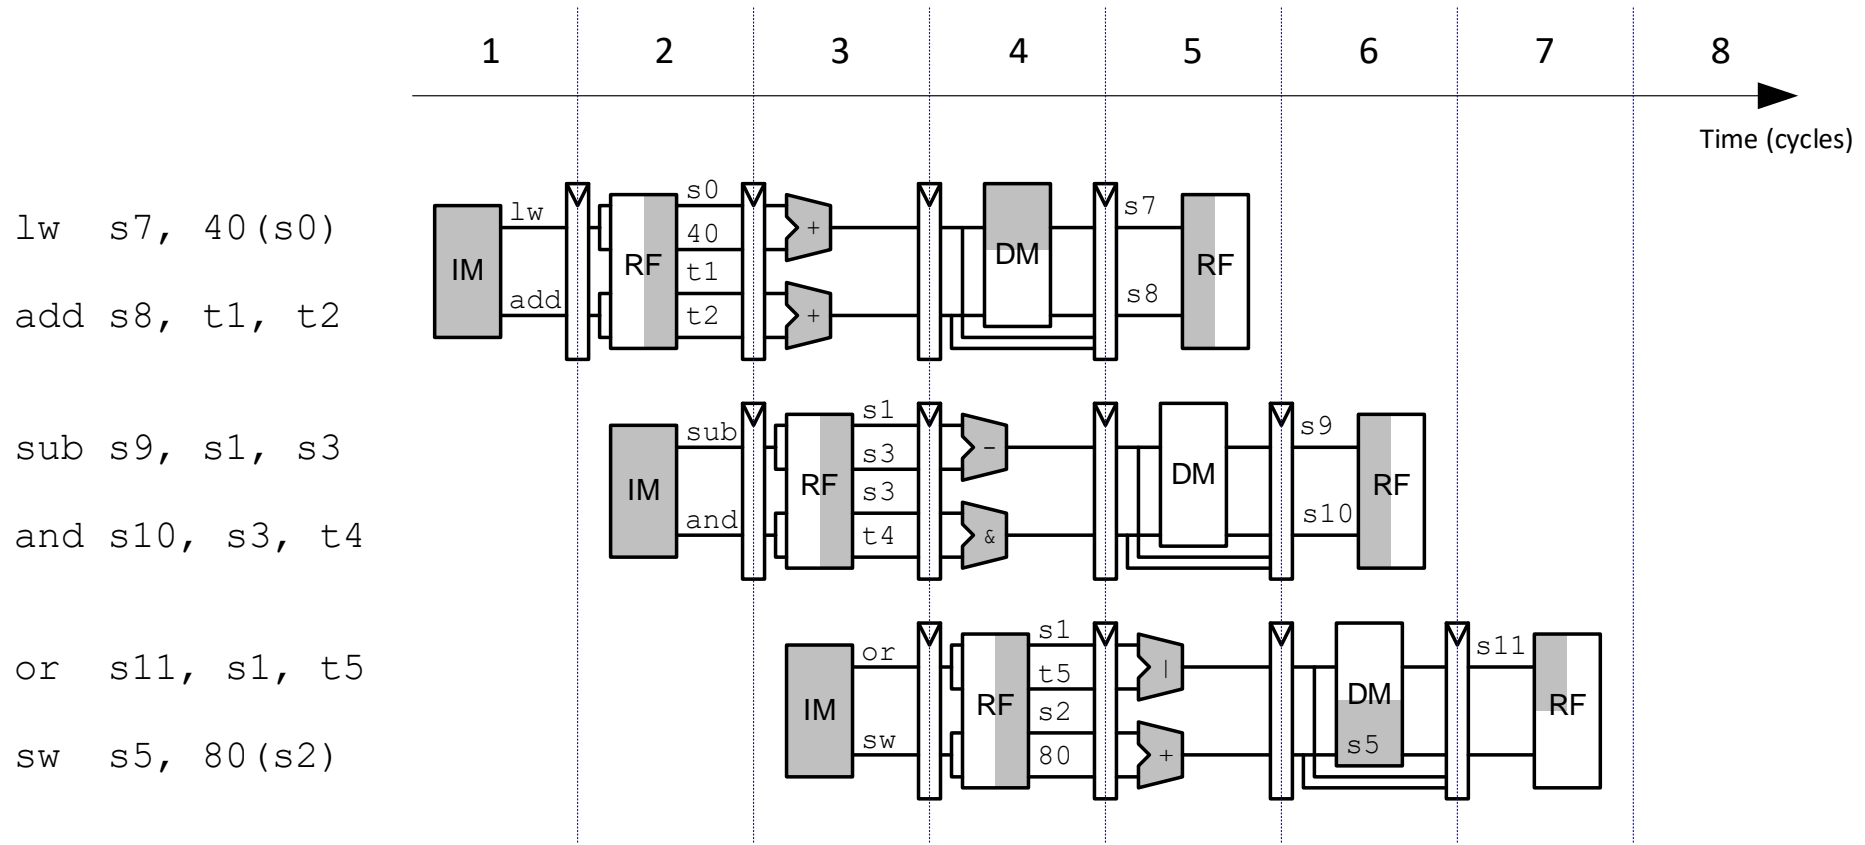 1 2 3 4 5 6 7 8
Time (cycles)
lw s7, 40(s0)
add s8, t1, t2
IM
lw
add
RF
s0
40
t1
t2
+
+
DM
s7
s8
RF
sub s9, s1, s3
and s10, s3, t4
IM
sub
and
RF
s1
s3
s3
t4
-
&
DM
s9
s10
RF
or s11, s1, t5
sw s5, 80(s2)
IM
or
sw
RF
s1
t5
s2
80
|
+
DM
s5
s11
RF